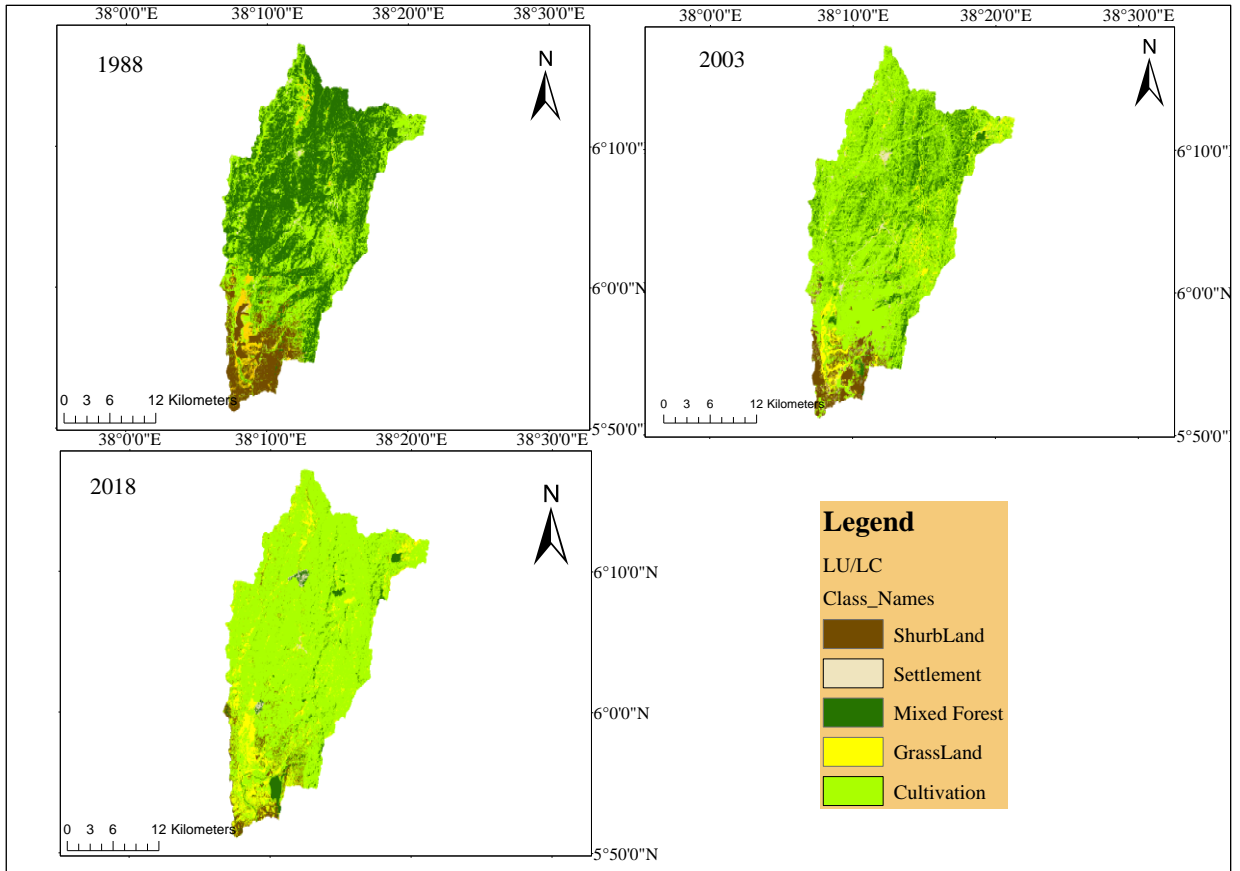 38°0'0"E 38°10'0"E 38°20'0"E 38°30'0"E
1988
N
6°10'0"N
6°0'0"N
5°50'0"N
0 3 6 12 Kilometers
38°0'0"E 38°10'0"E 38°20'0"E 38°30'0"E
2003
N
6°10'0"N
6°0'0"N
5°50'0"N
0 3 6 12 Kilometers
38°0'0"E 38°10'0"E 38°20'0"E 38°30'0"E
2018
N
6°10'0"N
6°0'0"N
5°50'0"N
0 3 6 12 Kilometers
Legend
LU/LC
Class_Names
ShurbLand
Settlement
Mixed Forest
GrassLand
Cultivation